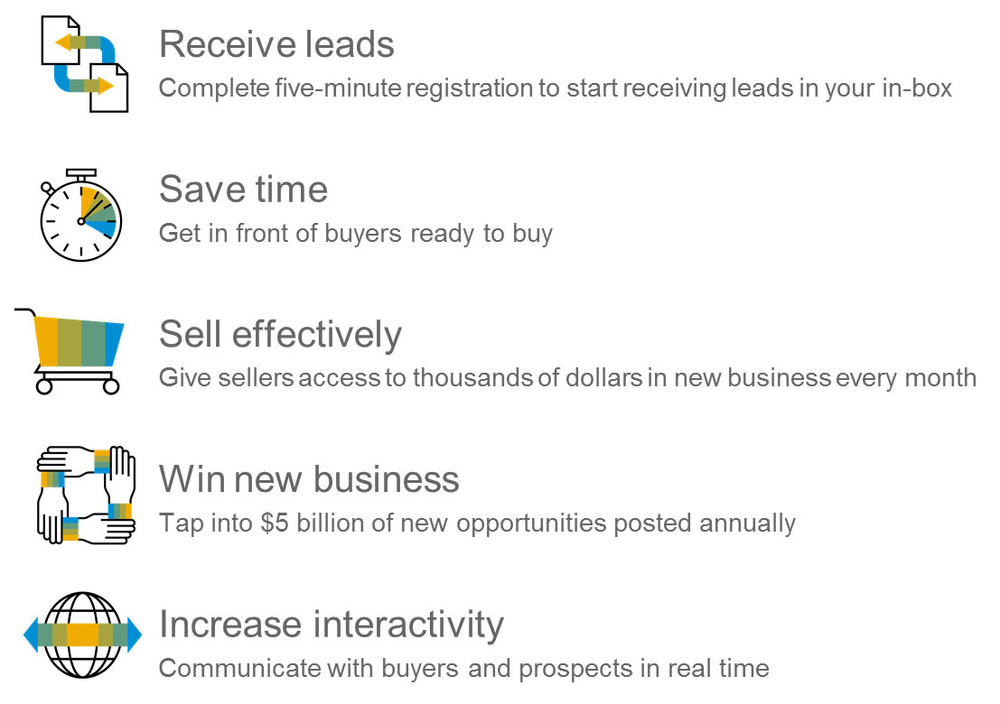 Receive leads
Complete five-minute registration to start receiving leads in your in-box
Save time
Get in front of buyers ready to buy
Sell effectively
Give sellers access to thousands of dollars in new business every month
Win new business
Tap into $5 billion of new opportunities posted annually
Increase interactivity
Communicate with buyers and prospects in real time